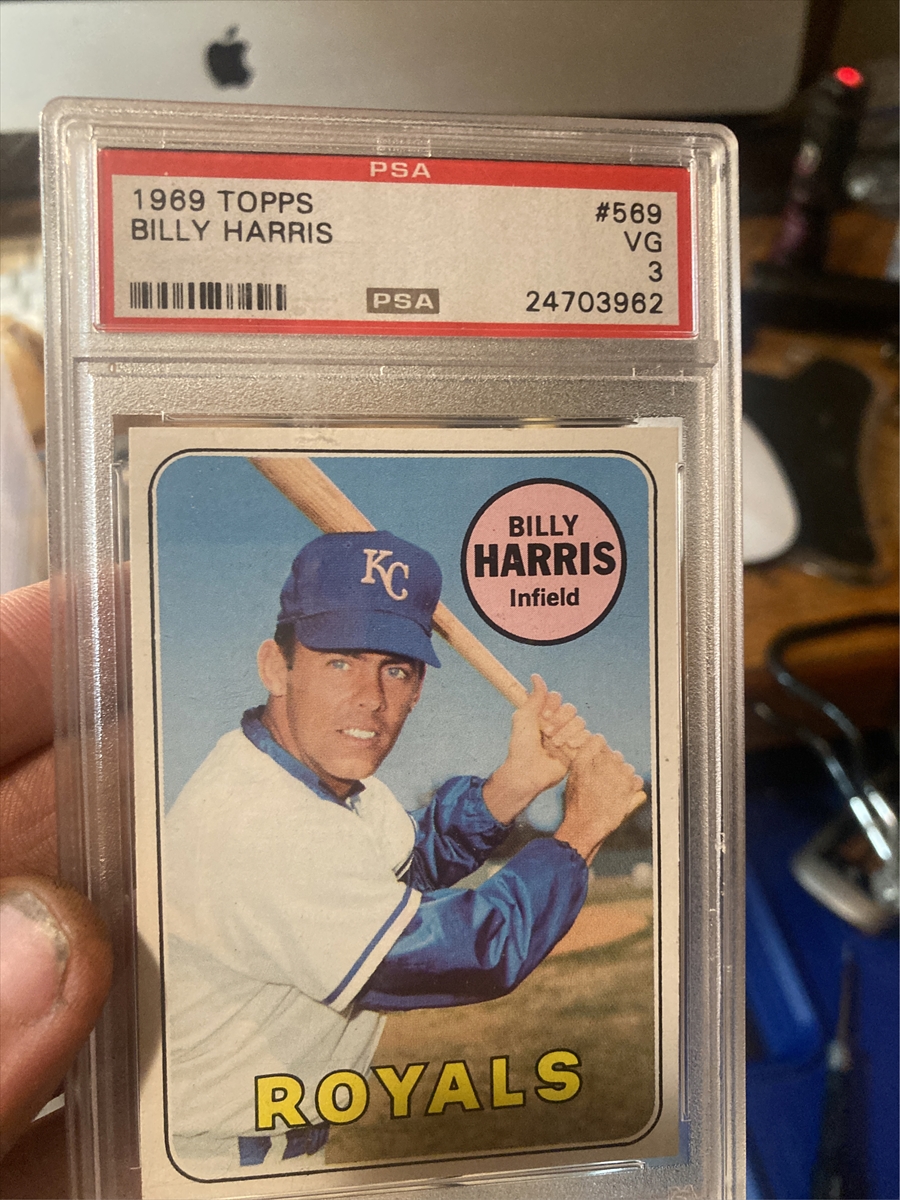 PSA
1969 TOPPS #569
BILLY HARRIS VG
3
PSA 24703962
BILLY
HARRIS
Infield
KC
ROYALS